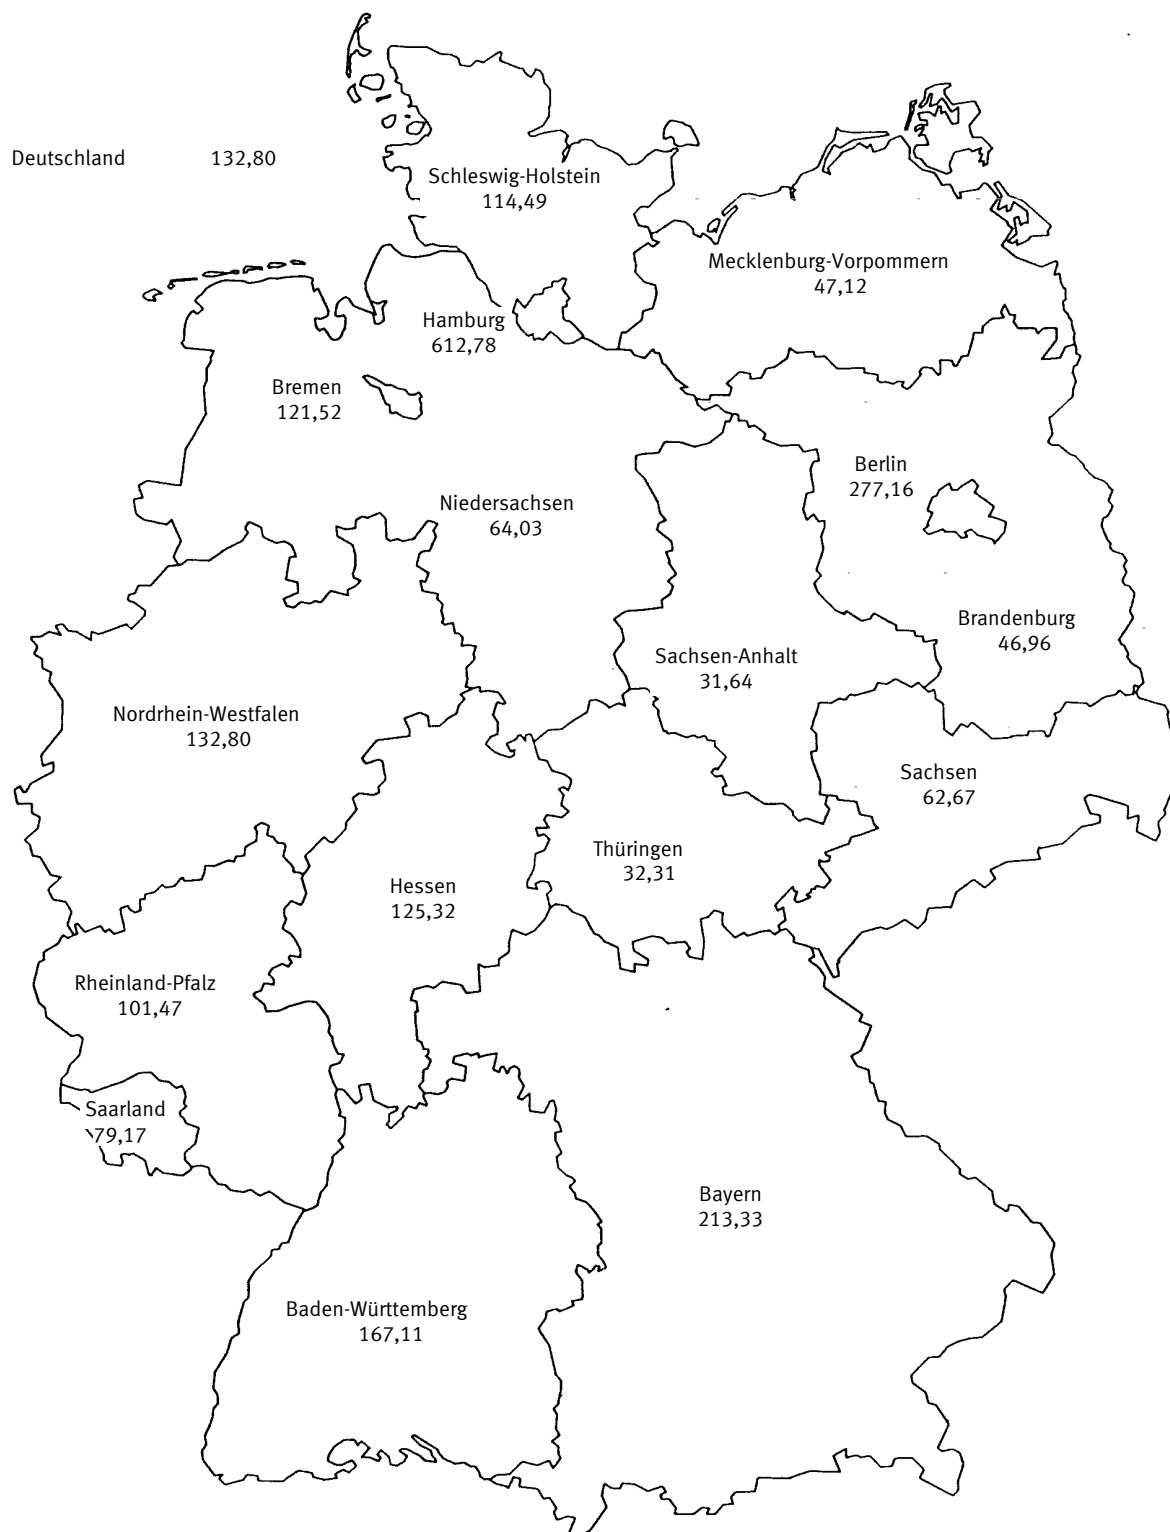 Deutschland 132,80
Schleswig-Holstein
114,49
Mecklenburg-Vorpommern
47,12
Hamburg
612,78
Bremen
121,52
Berlin
277,16
Niedersachsen
64,03
Brandenburg
46,96
Sachsen-Anhalt
31,64
Nordrhein-Westfalen
132,80
Sachsen
62,67
Thüringen
32,31
Hessen
125,32
Rheinland-Pfalz
101,47
Saarland
79,17
Bayern
213,33
Baden-Württemberg
167,11